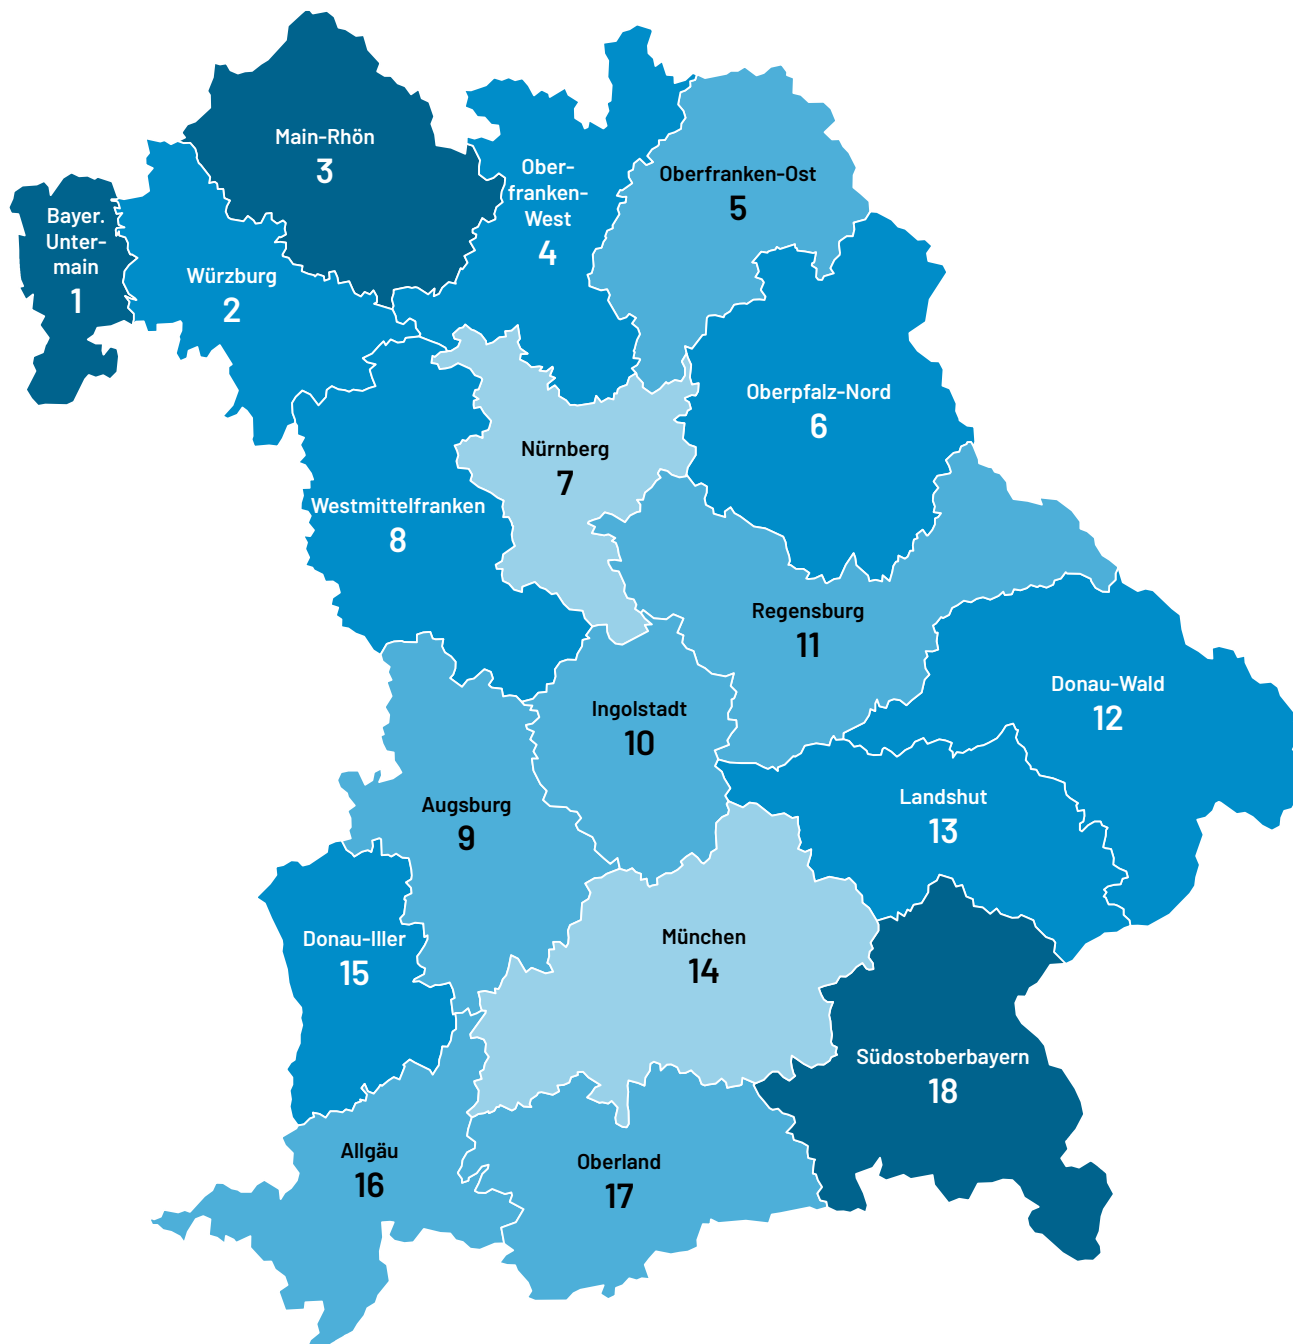 Main-Rhön
3
Ober-
franken-
West
4
Oberfranken-Ost
5
Bayer.
Unter-
main
1
Würzburg
2
Oberpfalz-Nord
6
Nürnberg
7
Westmittelfranken
8
Regensburg
11
Donau-Wald
12
Ingolstadt
10
Augsburg
9
Landshut
13
Donau-Iller
15
München
14
Südostoberbayern
18
Allgäu
16
Oberland
17